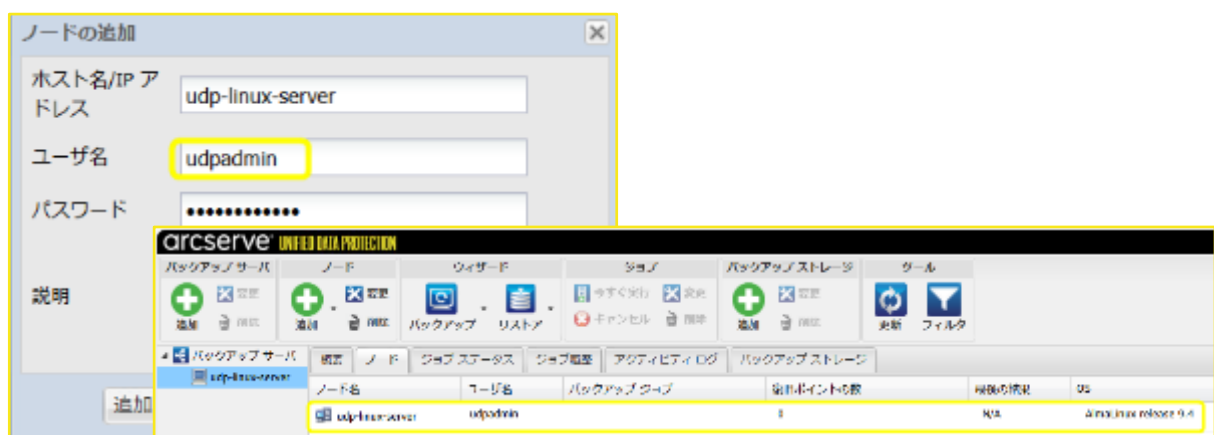 ノードの追加
ホスト名/IP ア
ドレス
udp-linux-server
ユーザ名
udpadmin
パスワード
••••••••••••
説明
追加
arcserve® UNIFIED DATA PROTECTION
バックアップ サーバ ノード ウィザード ジョブ バックアップ ストレージ ツール
追加 変更 削除 追加 変更 削除 バックアップ リストア 今すぐ実行 変更 キャンセル 削除 追加 変更 削除 更新 フィルタ
バックアップ サーバ
udp-linux-server
概要 ノード ジョブ ステータス ジョブ履歴 アクティビティ ログ バックアップ ストレージ
ノード名 ユーザ名 バックアップ ジョブ 復旧ポイントの数 最後の結果 OS
udp-linux-server udpadmin N/A AlmaLinux release 9.4